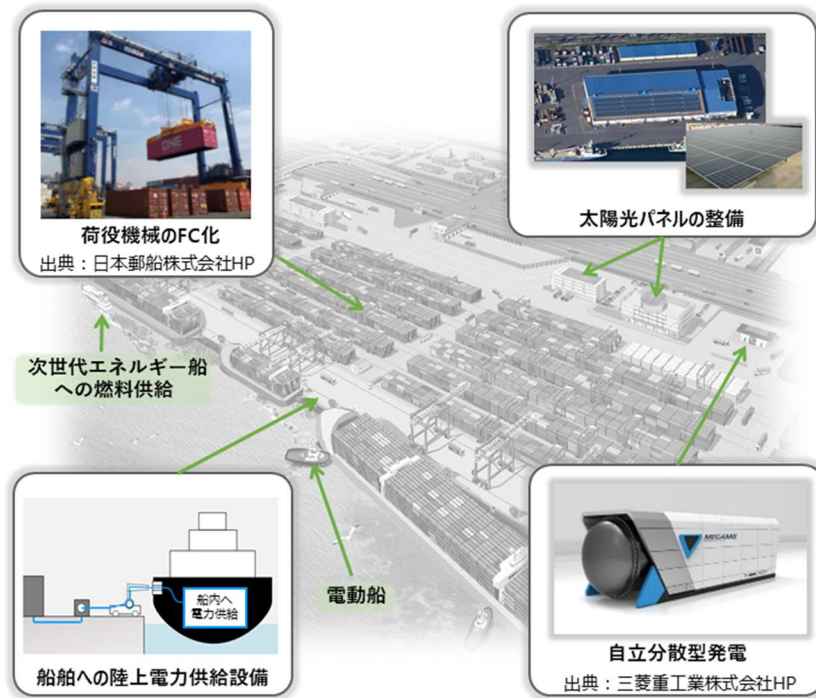 ONE
荷役機械のFC化
出典：日本郵船株式会社HP
太陽光パネルの整備
次世代エネルギー船
への燃料供給
船内へ
電力供給
船舶への陸上電力供給設備
電動船
MEGAMIE
自立分散型発電
出典：三菱重工業株式会社HP